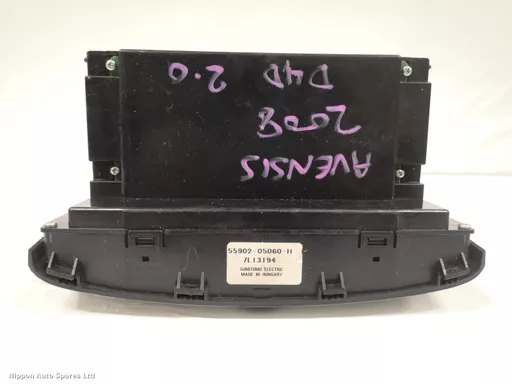 AVENSIS
2008
D4D 2.0
55902-05060-H
7L13194
SUMITOMO ELECTRIC
MADE IN HUNGARY
Nippon Auto Spares Ltd